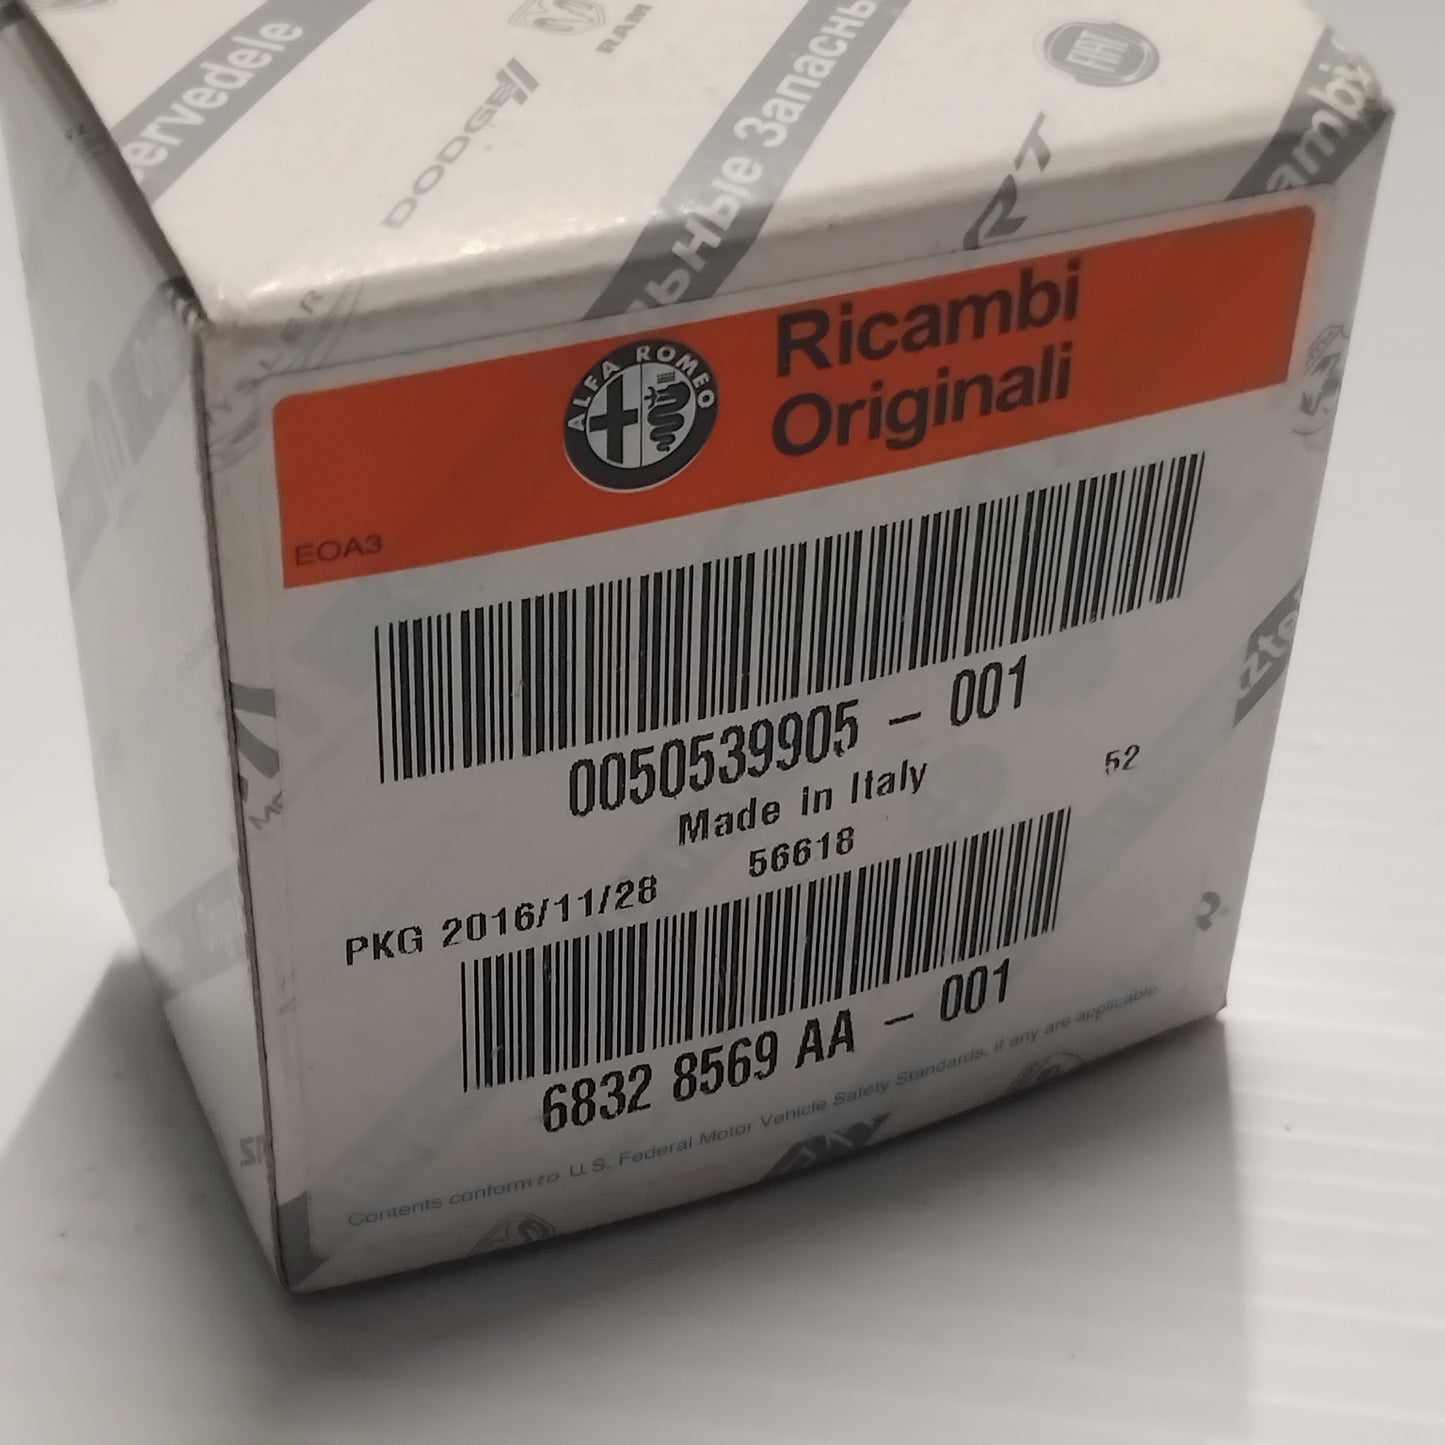 DODGE
RAM
FIAT
ALFA ROMEO
Ricambi
Originali
EOA3
0050539905 - 001
Made in Italy
52
56618
PKG 2016/11/28
6832 8569 AA - 001
Contents conform to U.S. Federal Motor Vehicle Safety Standards, if any are applicable.